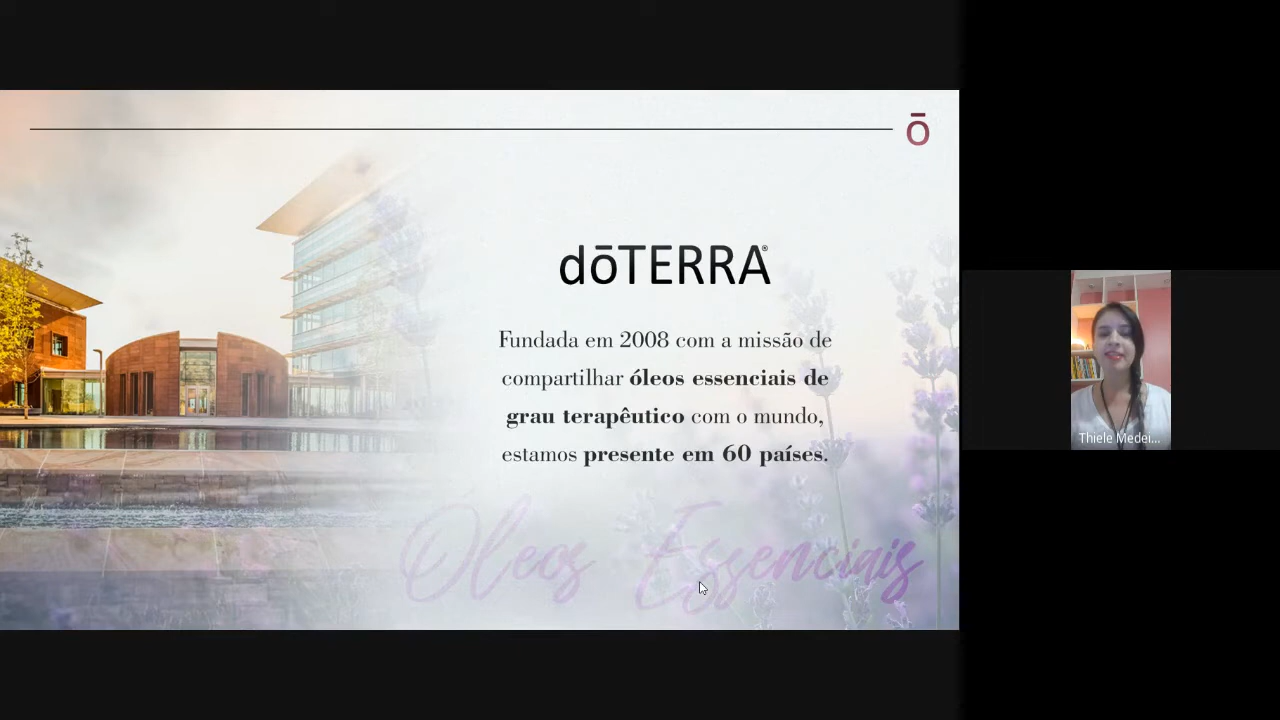 ō
dōTERRA®
Fundada em 2008 com a missão de
compartilhar óleos essenciais de
grau terapêutico com o mundo,
estamos presente em 60 países.
Óleos Essenciais
Thiele Medei...